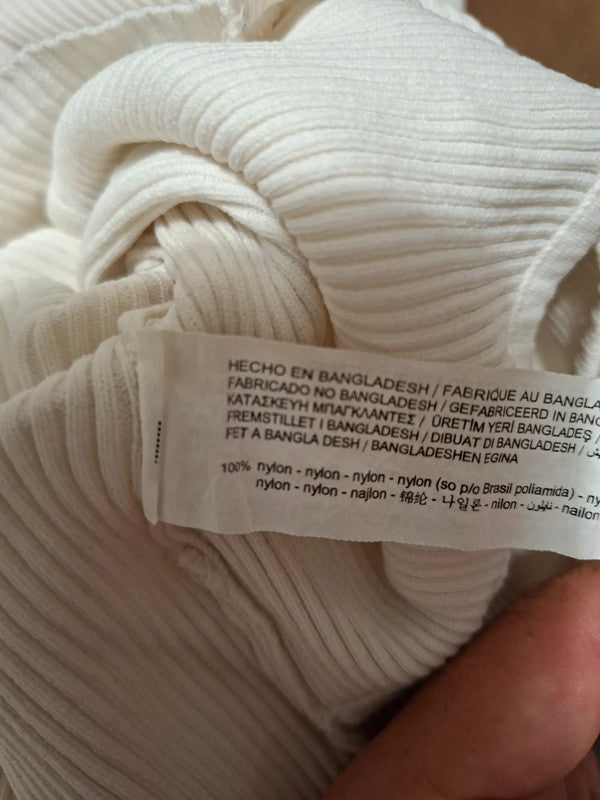 HECHO EN BANGLADESH / FABRIQUE AU BANGLA
FABRICADO NO BANGLADESH / GEFABRICEERD IN BANG
ΚΑΤΑΣΚΕΥΗ ΜΠΑΓΚΛΑΝΤΕΣ / ÜRETİM YERİ BANGLADEŞ /
FREMSTILLET I BANGLADESH / DIBUAT DI BANGLADESH /
FET A BANGLA DESH / BANGLADESHEN EGINA
100% nylon - nylon - nylon - nylon (so p/o Brasil poliamida) - ny
nylon - nylon - najlon - 锦纶 - 나일론 - nilon - نايلون - nailon